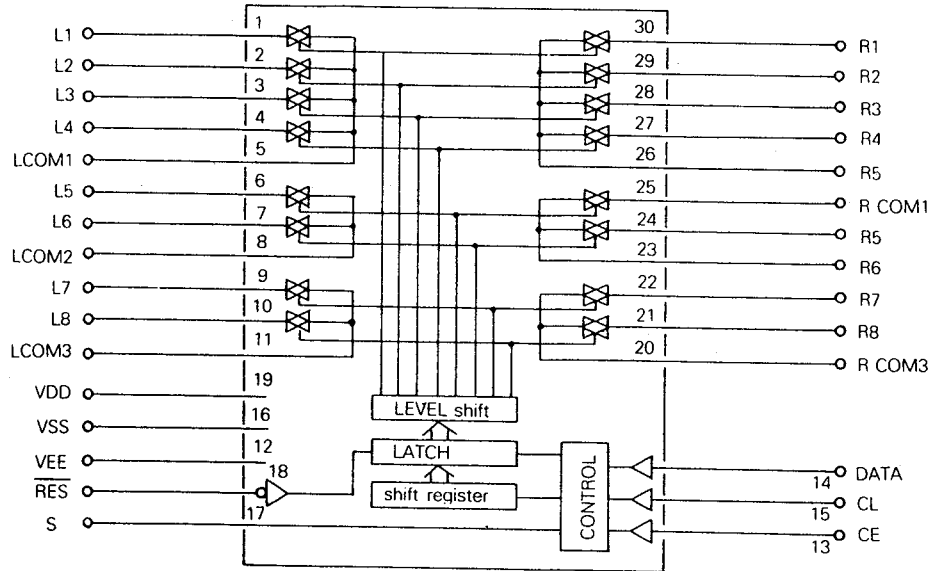 L1 1 30 R1
L2 2 29 R2
L3 3 28 R3
L4 4 27 R4
LCOM1 5 26 R5
L5 6 25 R COM1
L6 7 24 R5
LCOM2 8 23 R6
L7 9 22 R7
L8 10 21 R8
LCOM3 11 20 R COM3
VDD 19
VSS 16
VEE 12
RES 18
S 17
LEVEL shift
LATCH
shift register
CONTROL
14 DATA
15 CL
13 CE